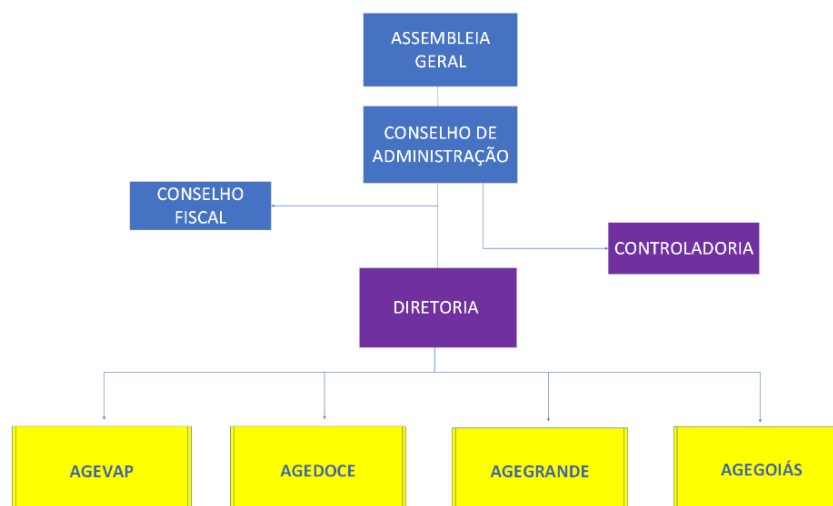 ASSEMBLEIA
GERAL
CONSELHO DE
ADMINISTRAÇÃO
CONSELHO
FISCAL
CONTROLADORIA
DIRETORIA
AGEVAP
AGEDOCE
AGEGRANDE
AGEGOIÁS